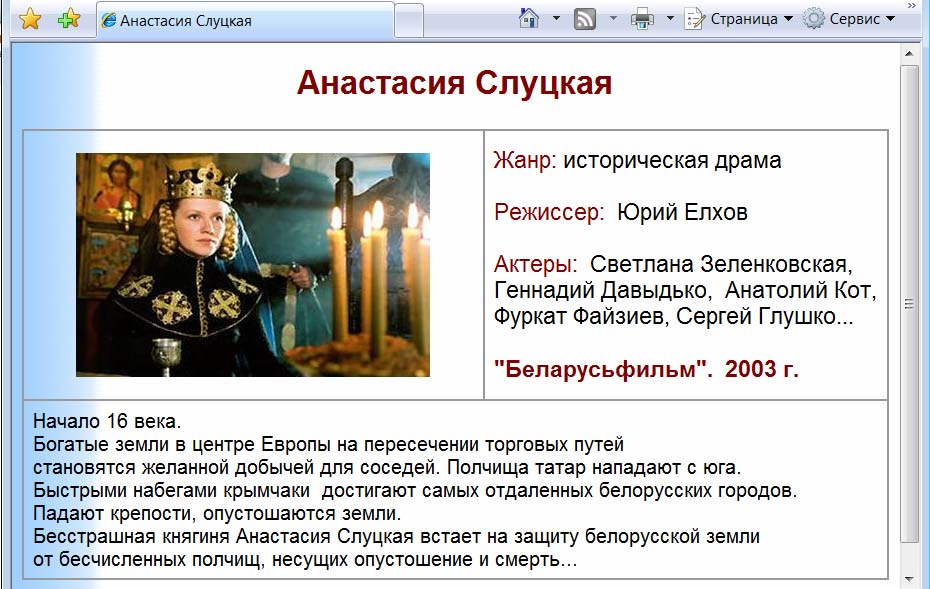 Анастасия Слуцкая
Страница
Сервис
Анастасия Слуцкая
Жанр: историческая драма
Режиссер: Юрий Елхов
Актеры: Светлана Зеленковская,
Геннадий Давыдько, Анатолий Кот,
Фуркат Файзиев, Сергей Глушко...
"Беларусьфильм". 2003 г.
Начало 16 века.
Богатые земли в центре Европы на пересечении торговых путей
становятся желанной добычей для соседей. Полчища татар нападают с юга.
Быстрыми набегами крымчаки достигают самых отдаленных белорусских городов.
Падают крепости, опустошаются земли.
Бесстрашная княгиня Анастасия Слуцкая встает на защиту белорусской земли
от бесчисленных полчищ, несущих опустошение и смерть...